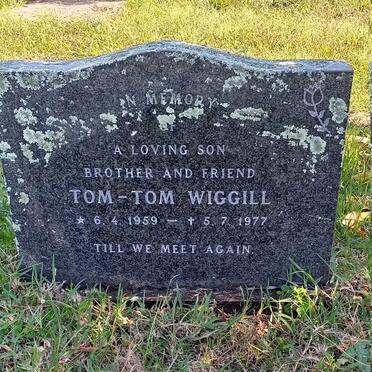 IN MEMORY
OF
A LOVING SON
BROTHER AND FRIEND
TOM-TOM WIGGILL
* 6.4.1959 – † 5.7.1977
TILL WE MEET AGAIN